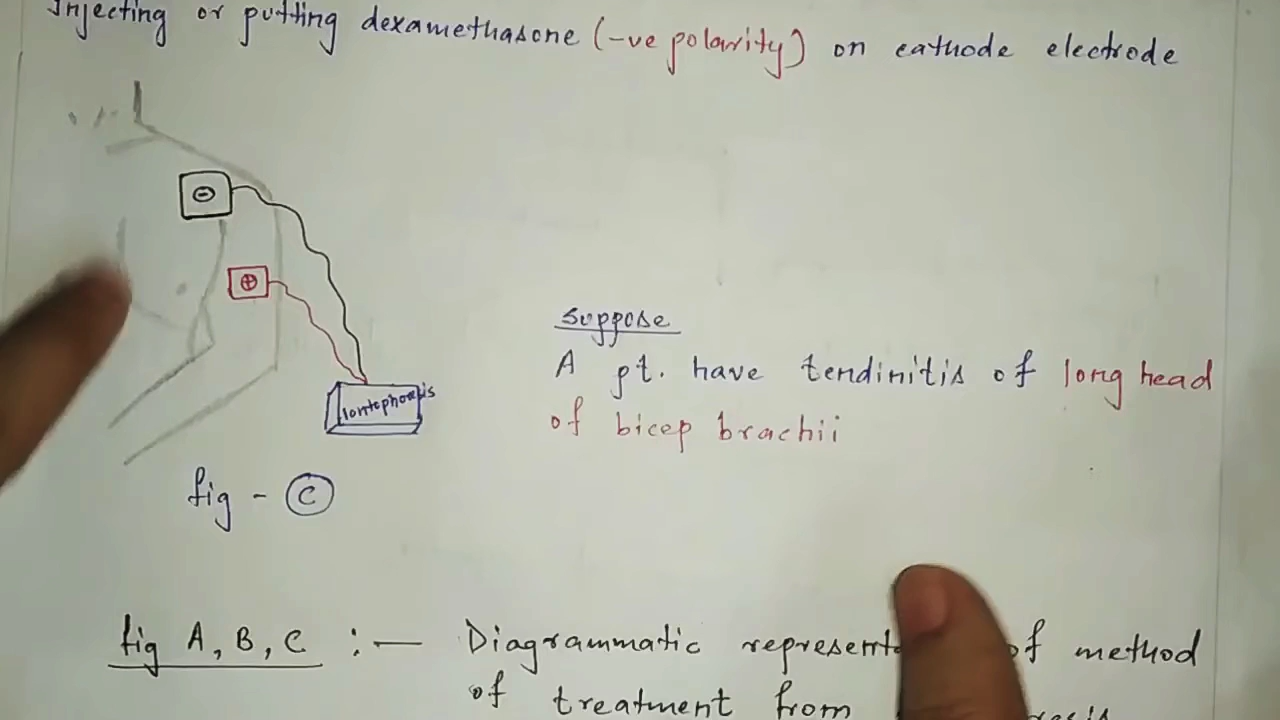 Injecting or putting dexamethasone (-ve polarity) on cathode electrode
⊖
⊕
Suppose
A pt. have tendinitis of long head
of bicep brachii
Iontophoresis
fig - C
fig A, B, C :- Diagrammatic of method
of treatment from